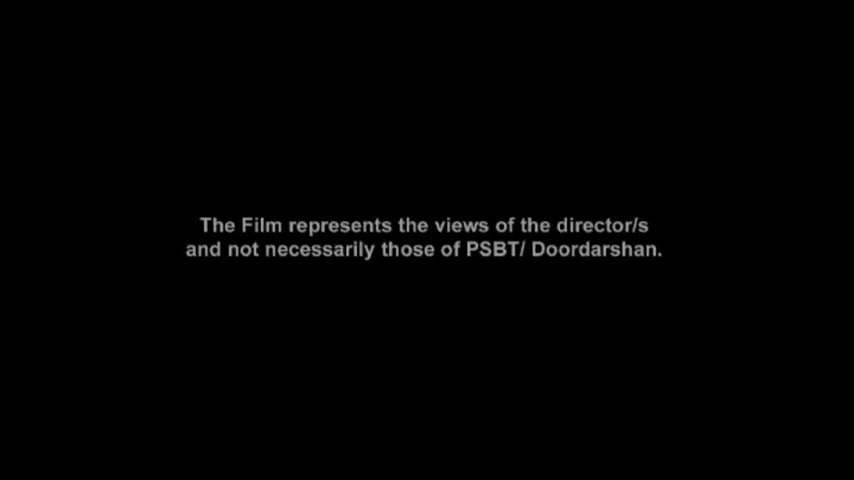 The Film represents the views of the director/s
and not necessarily those of PSBT/ Doordarshan.